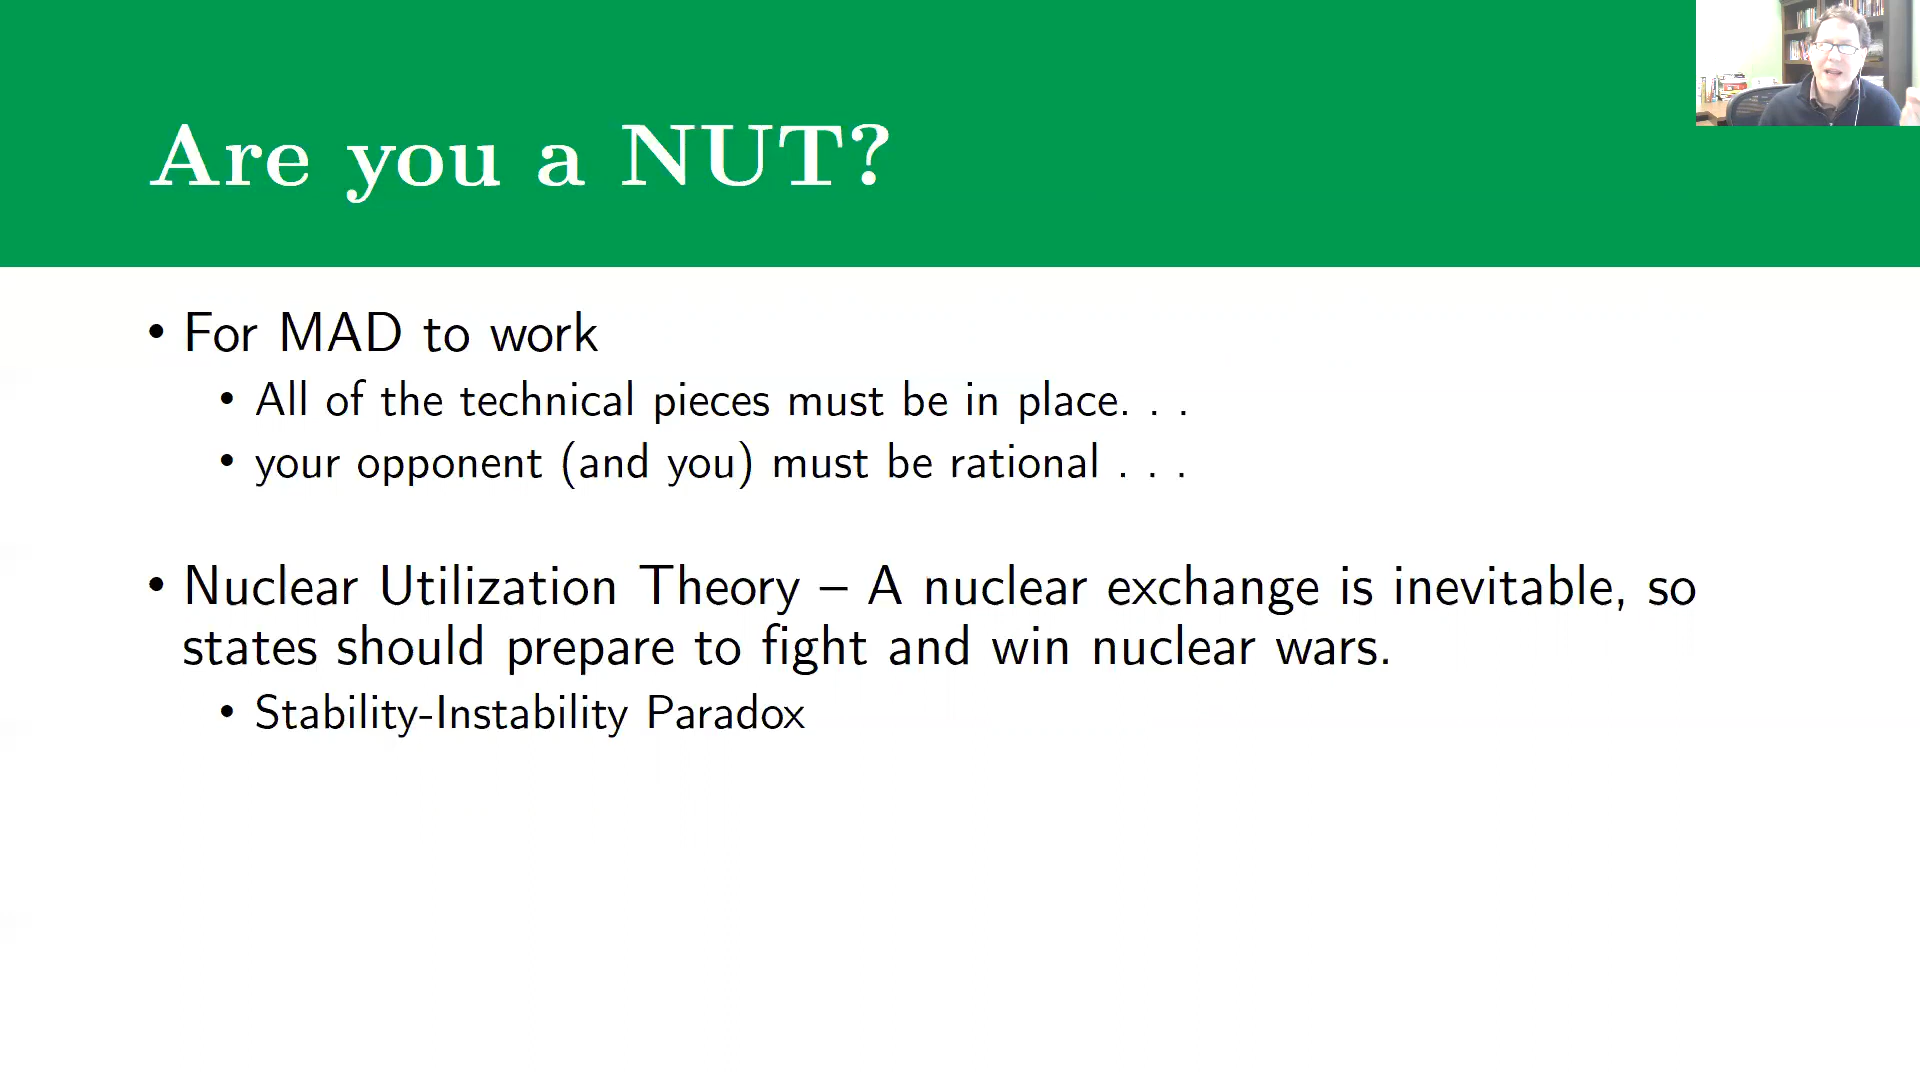 Are you a NUT?
• For MAD to work
• All of the technical pieces must be in place. . .
• your opponent (and you) must be rational . . .
• Nuclear Utilization Theory – A nuclear exchange is inevitable, so
states should prepare to fight and win nuclear wars.
• Stability-Instability Paradox